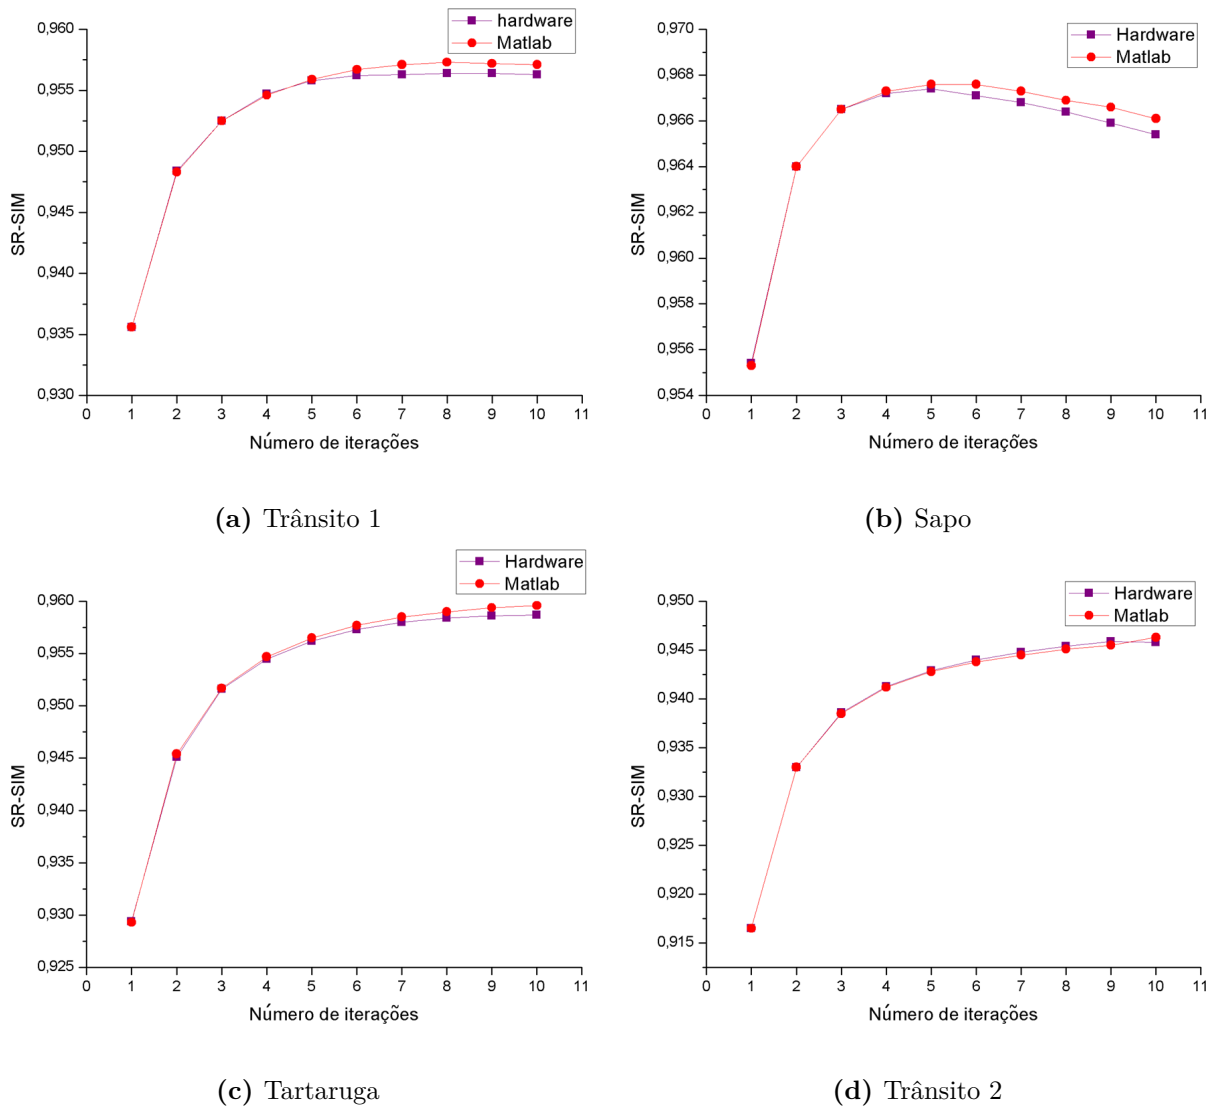 hardware
Matlab
0,960
0,955
0,950
0,945
0,940
0,935
0,930
SR-SIM
0 1 2 3 4 5 6 7 8 9 10 11
Número de iterações
(a) Trânsito 1
Hardware
Matlab
0,970
0,968
0,966
0,964
0,962
0,960
0,958
0,956
0,954
SR-SIM
0 1 2 3 4 5 6 7 8 9 10 11
Número de iterações
(b) Sapo
Hardware
Matlab
0,960
0,955
0,950
0,945
0,940
0,935
0,930
0,925
SR-SIM
0 1 2 3 4 5 6 7 8 9 10 11
Número de iterações
(c) Tartaruga
Hardware
Matlab
0,950
0,945
0,940
0,935
0,930
0,925
0,920
0,915
SR-SIM
0 1 2 3 4 5 6 7 8 9 10 11
Número de iterações
(d) Trânsito 2